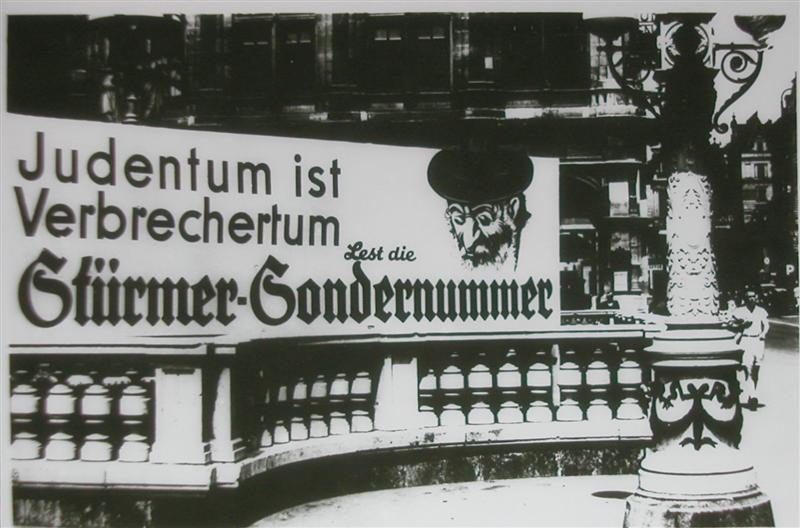 Judentum ist
Verbrechertum
Lest die
Stürmer-Sondernummer